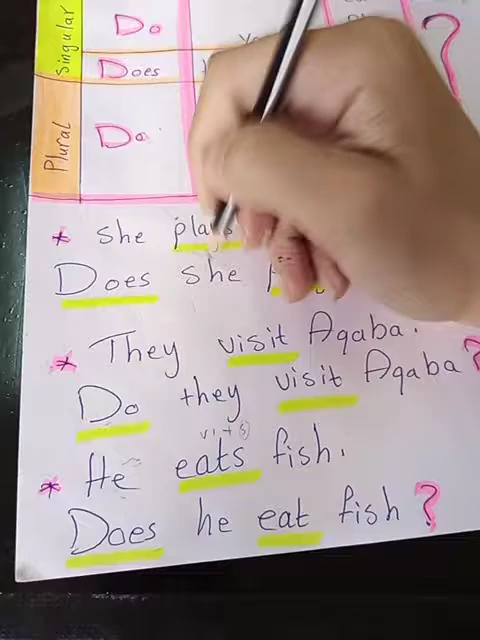 Singular
Do
Does
Plural
Do
* She plays
Does she
* They visit Aqaba.
Do they visit Aqaba?
v1+s
* He eats fish.
Does he eat fish?